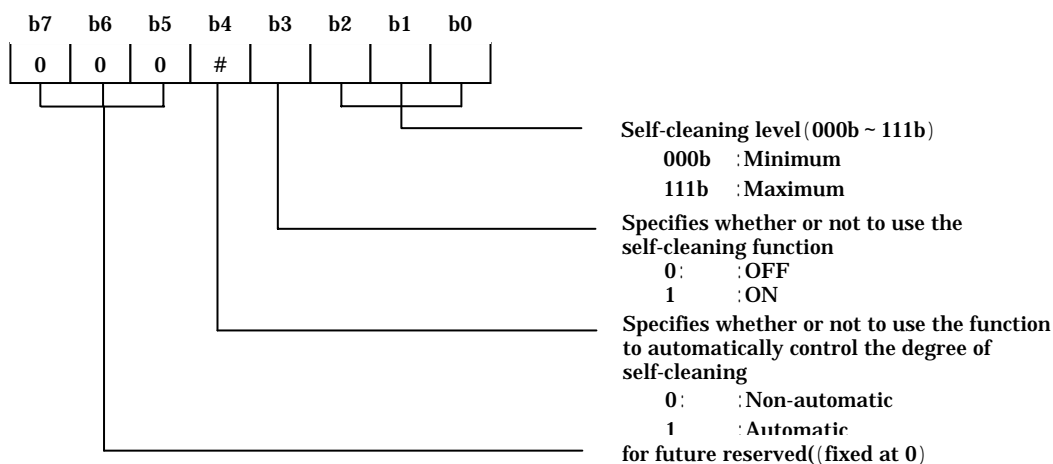 b7 b6 b5 b4 b3 b2 b1 b0
0 0 0 #
Self-cleaning level(000b ~ 111b)
000b :Minimum
111b :Maximum
Specifies whether or not to use the
self-cleaning function
0: :OFF
1 :ON
Specifies whether or not to use the function
to automatically control the degree of
self-cleaning
0: :Non-automatic
1 :Automatic
for future reserved((fixed at 0)